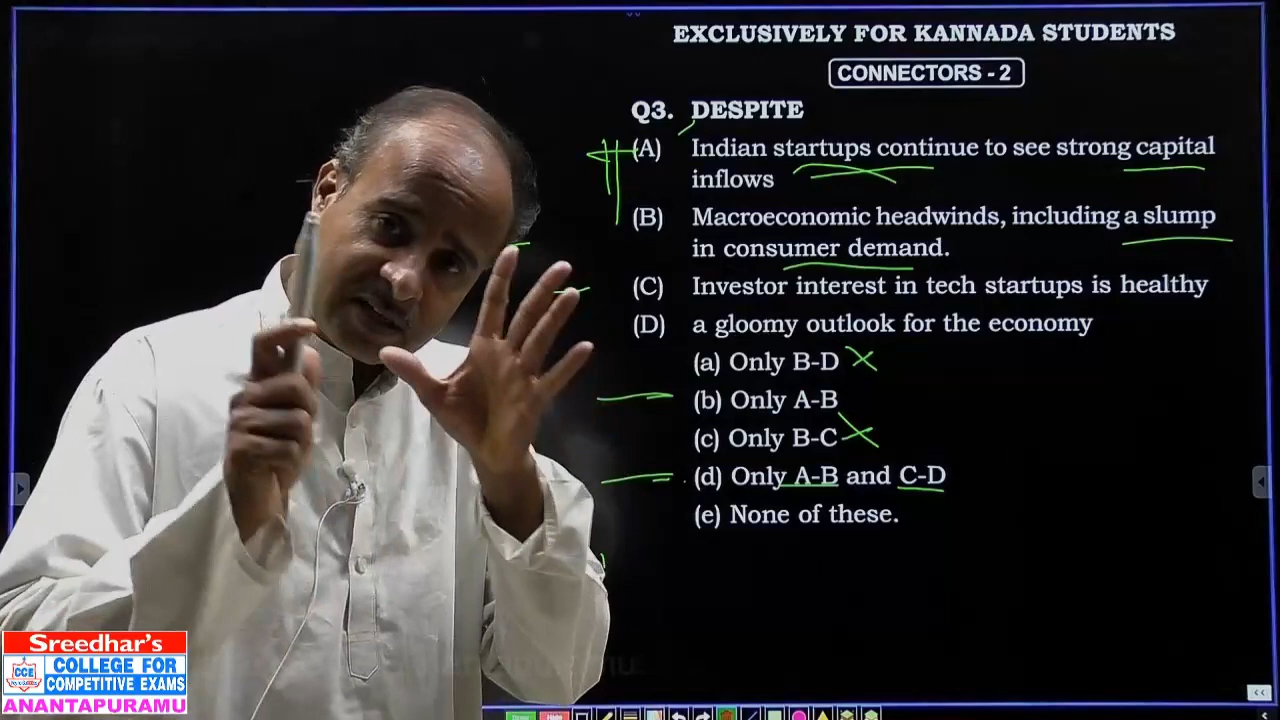 EXCLUSIVELY FOR KANNADA STUDENTS
CONNECTORS - 2
Q3. DESPITE
(A) Indian startups continue to see strong capital
inflows
(B) Macroeconomic headwinds, including a slump
in consumer demand.
(C) Investor interest in tech startups is healthy
(D) a gloomy outlook for the economy
(a) Only B-D
(b) Only A-B
(c) Only B-C
(d) Only A-B and C-D
(e) None of these.
Sreedhar's
CCE
COLLEGE FOR
COMPETITIVE EXAMS
ANANTAPURAMU